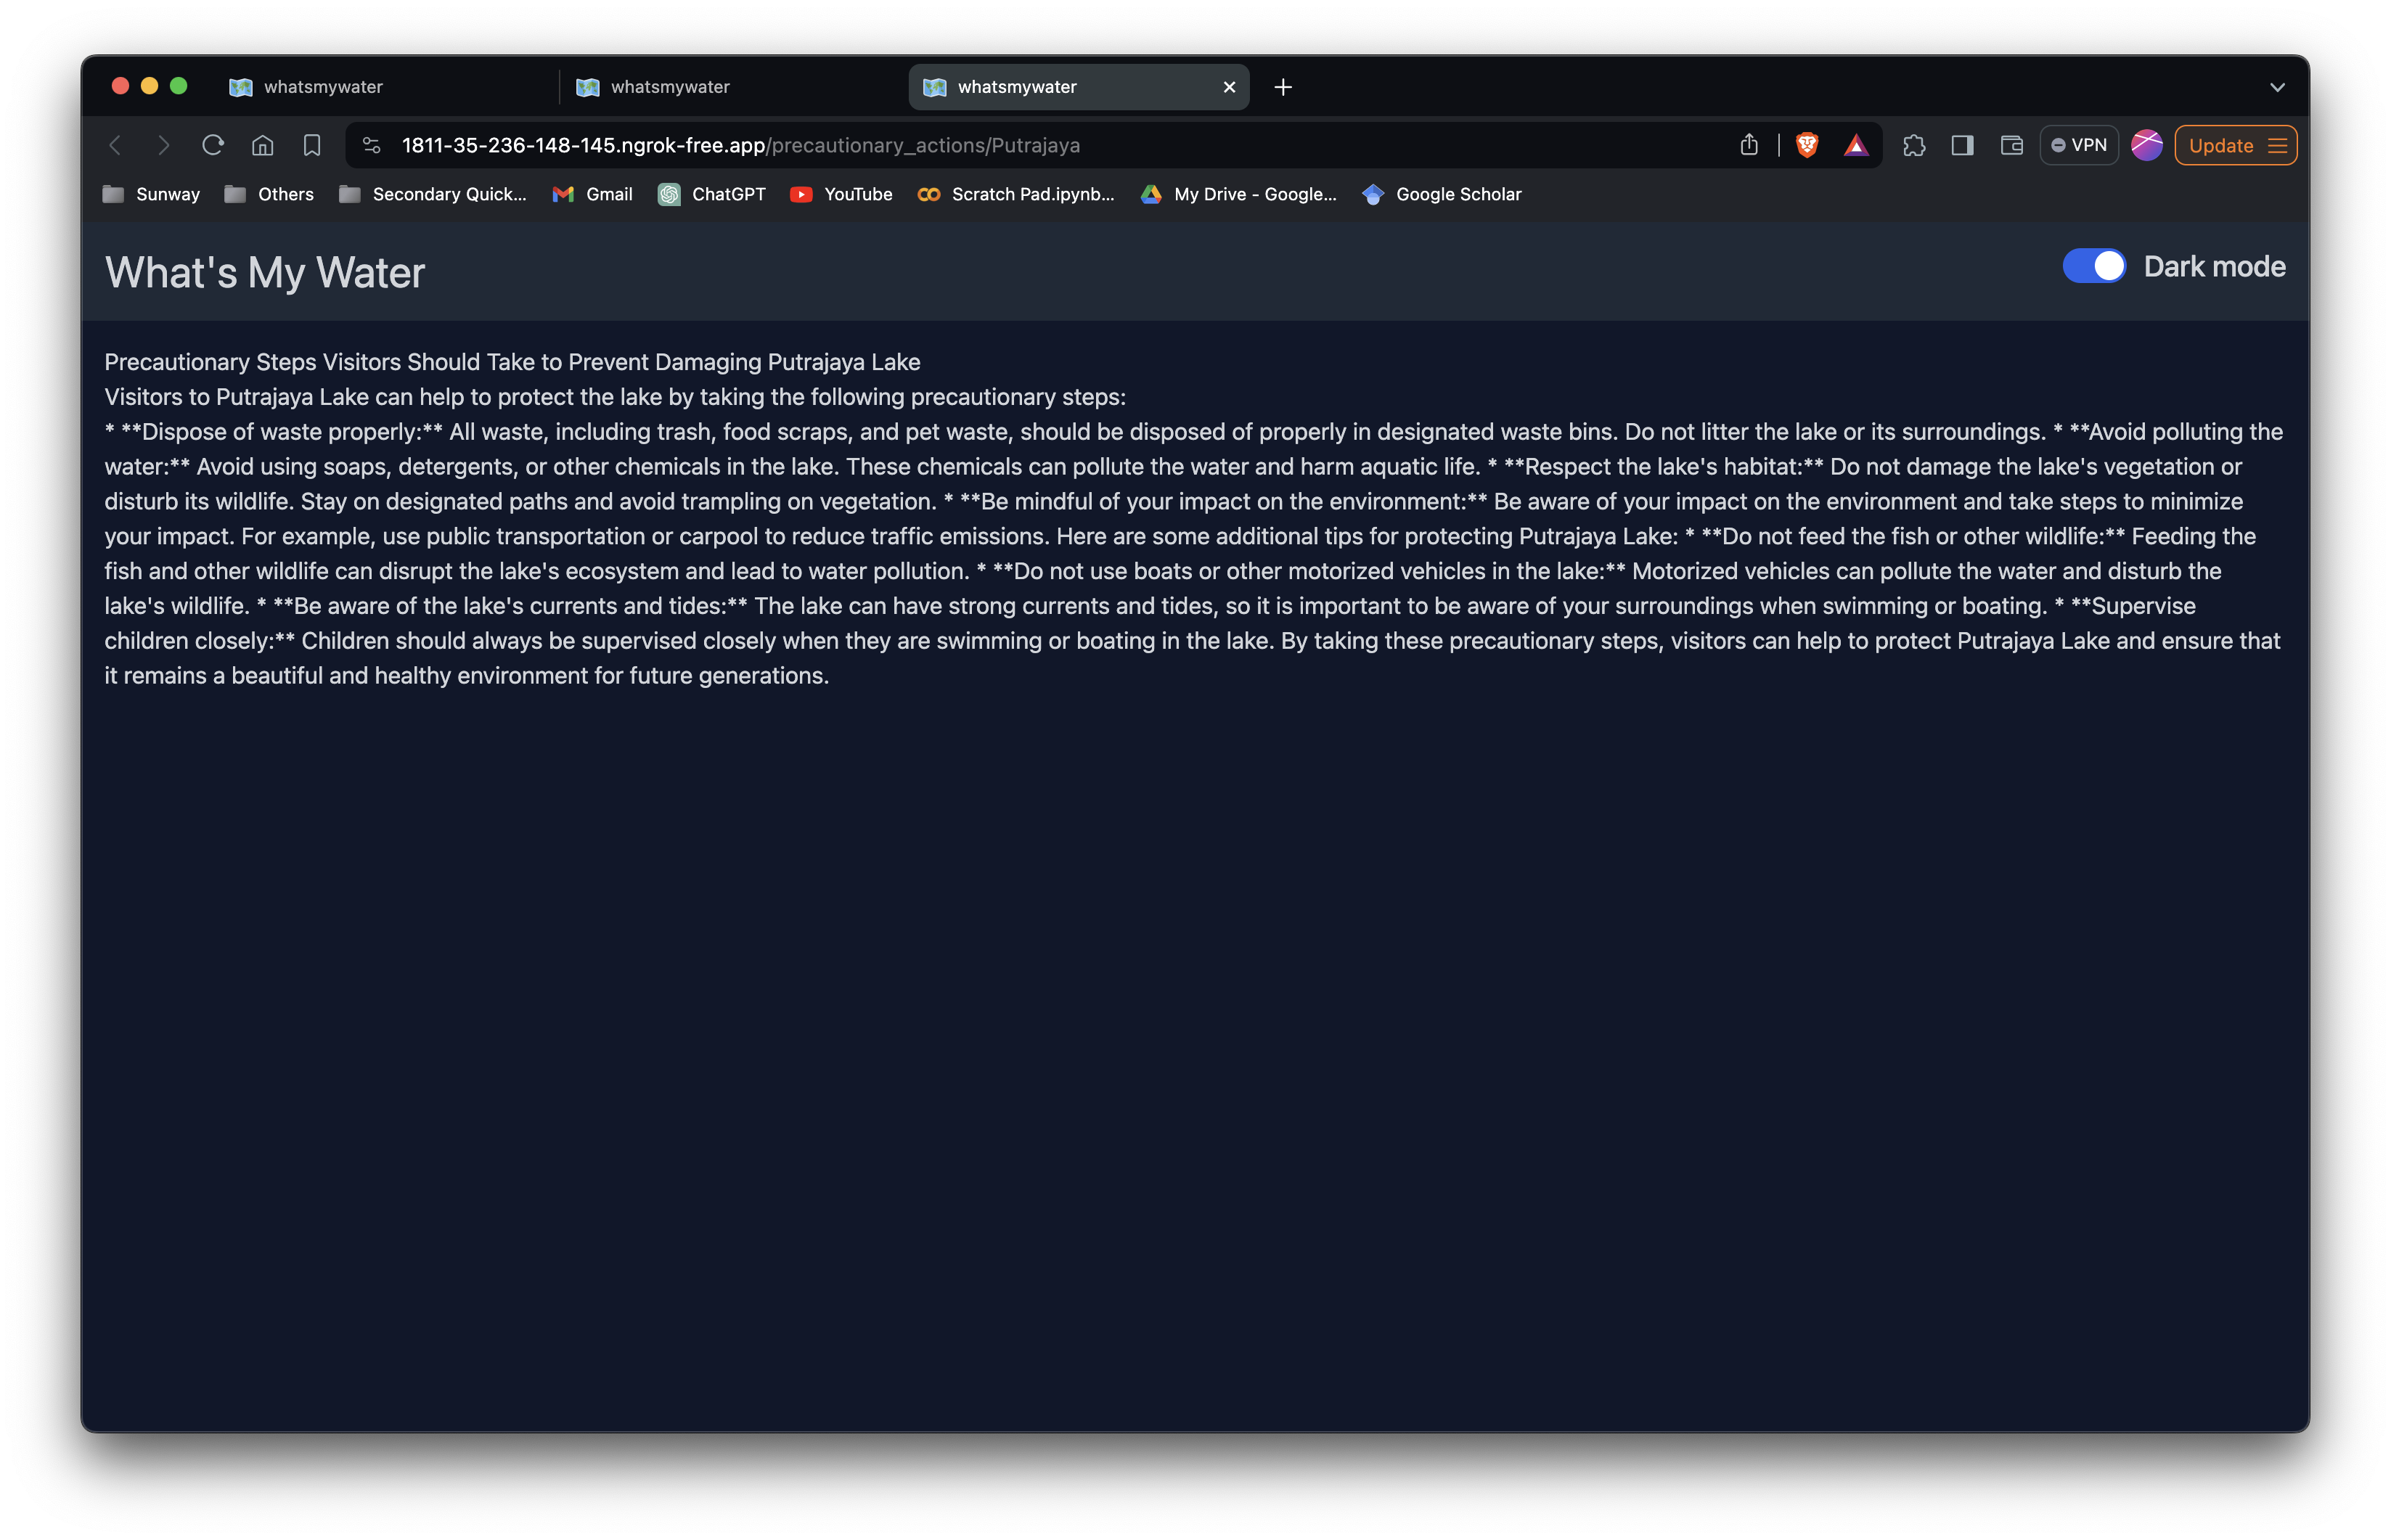 whatsmywater
whatsmywater
whatsmywater
1811-35-236-148-145.ngrok-free.app/precautionary_actions/Putrajaya
VPN
Update
Sunway
Others
Secondary Quick...
Gmail
ChatGPT
YouTube
Scratch Pad.ipynb...
My Drive - Google...
Google Scholar
What's My Water
Dark mode
Precautionary Steps Visitors Should Take to Prevent Damaging Putrajaya Lake
Visitors to Putrajaya Lake can help to protect the lake by taking the following precautionary steps:
* **Dispose of waste properly:** All waste, including trash, food scraps, and pet waste, should be disposed of properly in designated waste bins. Do not litter the lake or its surroundings. * **Avoid polluting the
water:** Avoid using soaps, detergents, or other chemicals in the lake. These chemicals can pollute the water and harm aquatic life. * **Respect the lake's habitat:** Do not damage the lake's vegetation or
disturb its wildlife. Stay on designated paths and avoid trampling on vegetation. * **Be mindful of your impact on the environment:** Be aware of your impact on the environment and take steps to minimize
your impact. For example, use public transportation or carpool to reduce traffic emissions. Here are some additional tips for protecting Putrajaya Lake: * **Do not feed the fish or other wildlife:** Feeding the
fish and other wildlife can disrupt the lake's ecosystem and lead to water pollution. * **Do not use boats or other motorized vehicles in the lake:** Motorized vehicles can pollute the water and disturb the
lake's wildlife. * **Be aware of the lake's currents and tides:** The lake can have strong currents and tides, so it is important to be aware of your surroundings when swimming or boating. * **Supervise
children closely:** Children should always be supervised closely when they are swimming or boating in the lake. By taking these precautionary steps, visitors can help to protect Putrajaya Lake and ensure that
it remains a beautiful and healthy environment for future generations.